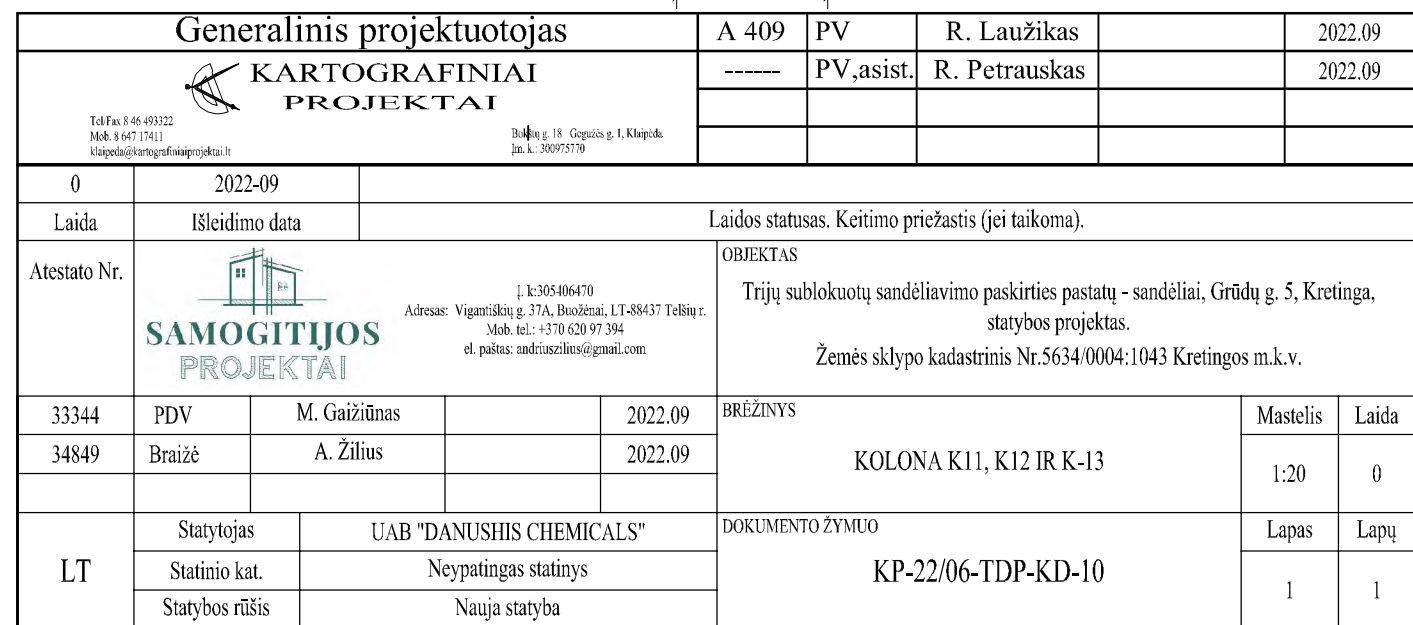 Generalinis projektuotojas
A 409 PV R. Laužikas 2022.09
------ PV,asist. R. Petrauskas 2022.09
KARTOGRAFINIAI
PROJEKTAI
Tel/Fax 8 46 493322
Mob. 8 647 17411
klaipeda@kartografiniaiprojektai.lt
Bokštų g. 18 Gegužės g. 1, Klaipėda
Įm. k.: 300975770
0 2022-09
Laida Išleidimo data Laidos statusas. Keitimo priežastis (jei taikoma).
Atestato Nr.
SAMOGITIJOS
PROJEKTAI
Į. k:305406470
Adresas: Vigantiškių g. 37A, Buožėnai, LT-88437 Telšių r.
Mob. tel.: +370 620 97 394
el. paštas: andriuszilius@gmail.com
OBJEKTAS
Trijų sublokuotų sandėliavimo paskirties pastatų - sandėliai, Grūdų g. 5, Kretinga,
statybos projektas.
Žemės sklypo kadastrinis Nr.5634/0004:1043 Kretingos m.k.v.
33344 PDV M. Gaižiūnas 2022.09
34849 Braižė A. Žilius 2022.09
BRĖŽINYS
KOLONA K11, K12 IR K-13
Mastelis Laida
1:20 0
LT
Statytojas UAB "DANUSHIS CHEMICALS"
Statinio kat. Neypatingas statinys
Statybos rūšis Nauja statyba
DOKUMENTO ŽYMUO
KP-22/06-TDP-KD-10
Lapas Lapų
1 1